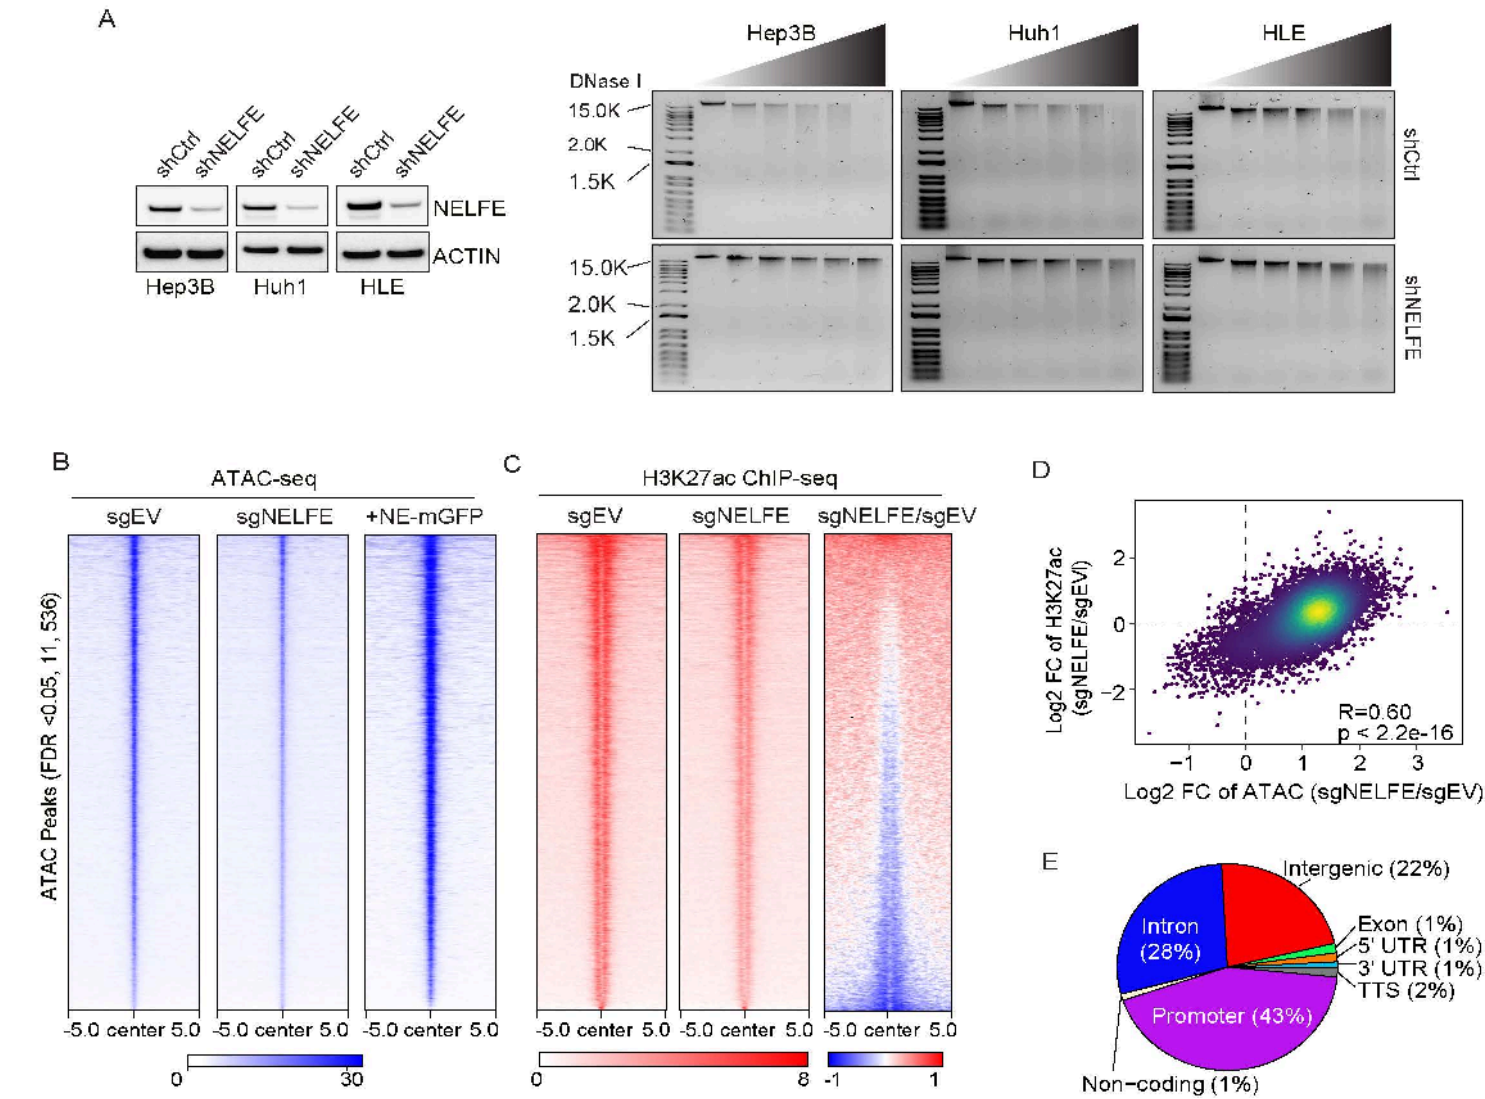 A
shCtrl
shNELFE
shCtrl
shNELFE
shCtrl
shNELFE
NELFE
ACTIN
Hep3B
Huh1
HLE
Hep3B
Huh1
HLE
DNase I
15.0K
2.0K
1.5K
shCtrl
15.0K
2.0K
1.5K
shNELFE
B
ATAC-seq
sgEV
sgNELFE
+NE-mGFP
ATAC Peaks (FDR <0.05, 11, 536)
-5.0 center 5.0
-5.0 center 5.0
-5.0 center 5.0
0
30
C
H3K27ac ChIP-seq
sgEV
sgNELFE
sgNELFE/sgEV
-5.0 center 5.0
-5.0 center 5.0
-5.0 center 5.0
0
8
-1
1
D
Log2 FC of H3K27ac
(sgNELFE/sgEVI)
2
0
−2
R=0.60
p < 2.2e-16
−1
0
1
2
3
Log2 FC of ATAC (sgNELFE/sgEV)
E
Intergenic (22%)
Exon (1%)
5' UTR (1%)
3' UTR (1%)
TTS (2%)
Intron
(28%)
Promoter (43%)
Non−coding (1%)